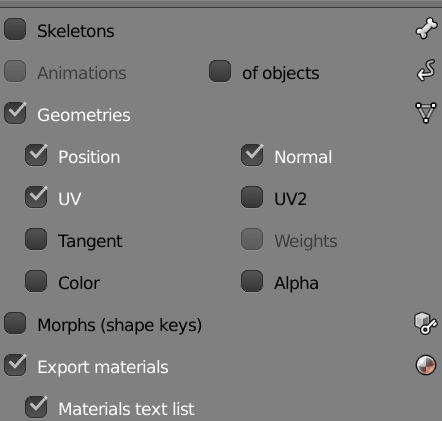 Skeletons
Animations of objects
Geometries
Position Normal
UV UV2
Tangent Weights
Color Alpha
Morphs (shape keys)
Export materials
Materials text list